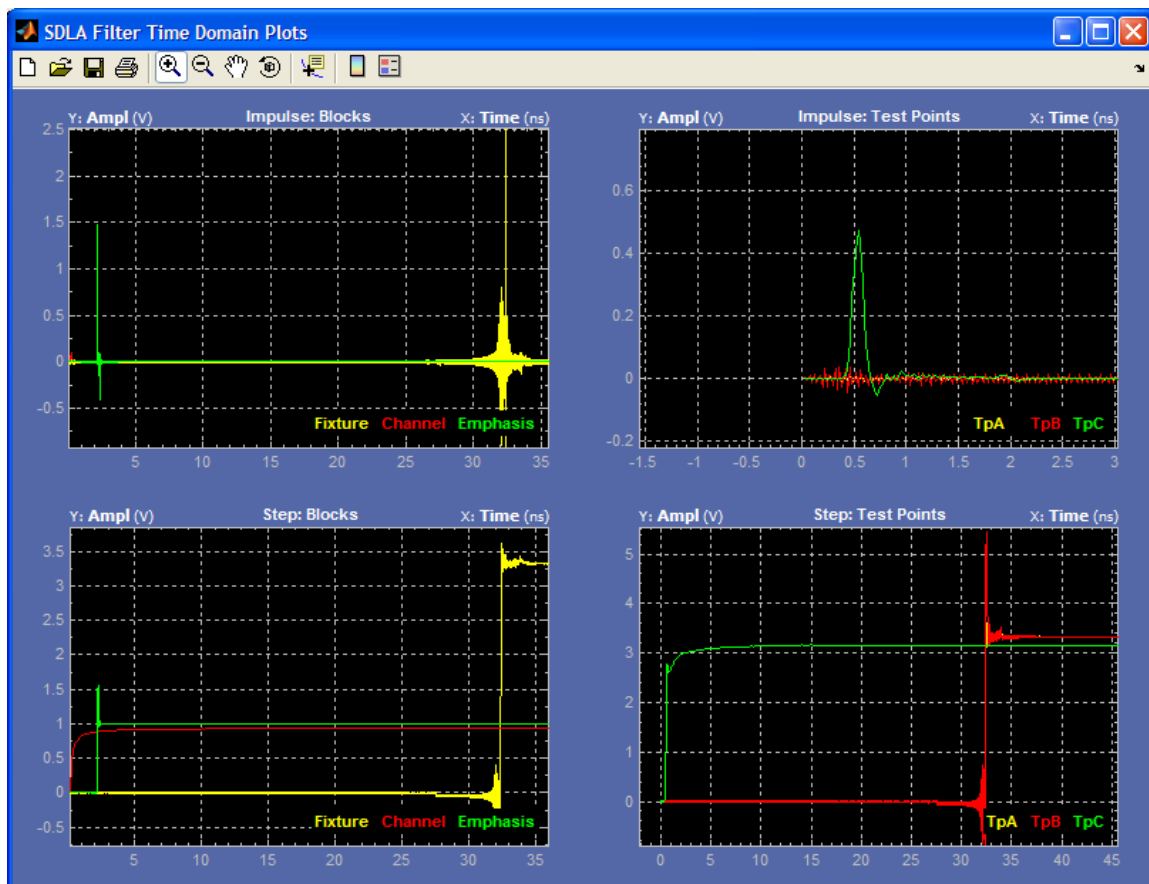 SDLA Filter Time Domain Plots
Y: Ampl (V) Impulse: Blocks X: Time (ns)
2.5
2
1.5
1
0.5
0
-0.5
Fixture Channel Emphasis
5 10 15 20 25 30 35
Y: Ampl (V) Impulse: Test Points X: Time (ns)
0.6
0.4
0.2
0
-0.2
TpA TpB TpC
-1.5 -1 -0.5 0 0.5 1 1.5 2 2.5 3
Y: Ampl (V) Step: Blocks X: Time (ns)
3.5
3
2.5
2
1.5
1
0.5
0
-0.5
Fixture Channel Emphasis
5 10 15 20 25 30 35
Y: Ampl (V) Step: Test Points X: Time (ns)
5
4
3
2
1
0
TpA TpB TpC
0 5 10 15 20 25 30 35 40 45